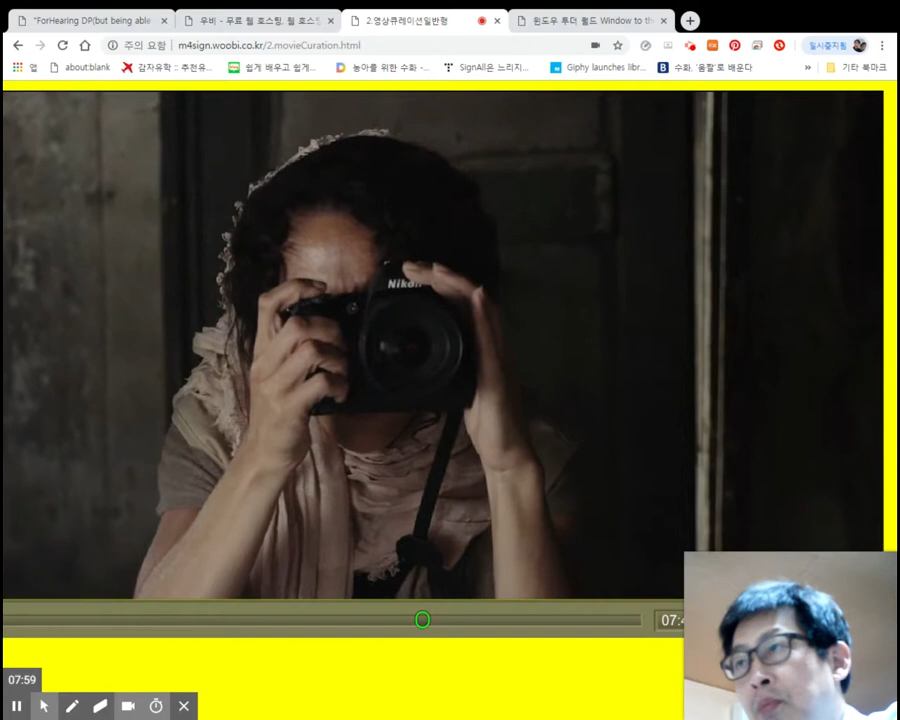 "ForHearing DP(but being able
우비 - 무료 웹 호스팅, 웹 호스트
2.영상큐레이션일반형
윈도우 투더 월드 Window to the
주의 요함
m4sign.woobi.co.kr/2.movieCuration.html
일시중지됨
앱
about:blank
감자유학 :: 추천유...
쉽게 배우고 쉽게...
농아를 위한 수화 -...
SignAll은 느리지...
Giphy launches libr...
수화, '움짤'로 배운다
»
기타 북마크
Nikon
07:4
07:59